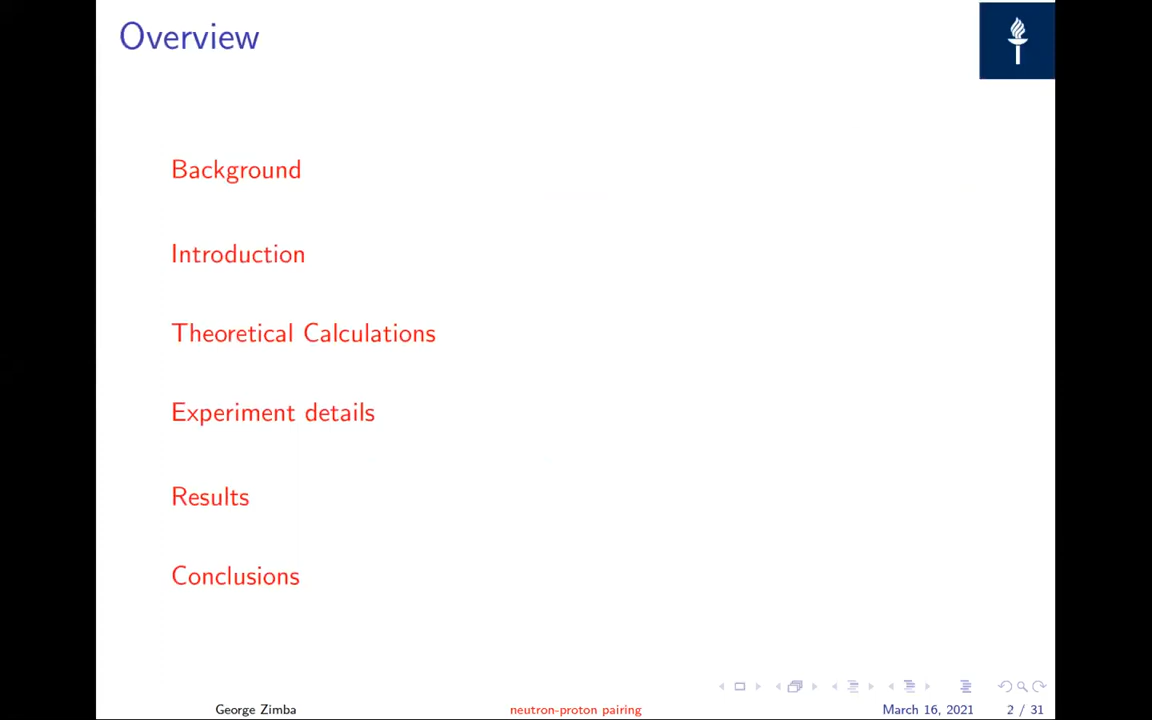 Overview
Background
Introduction
Theoretical Calculations
Experiment details
Results
Conclusions
George Zimba
neutron-proton pairing
March 16, 2021
2 / 31